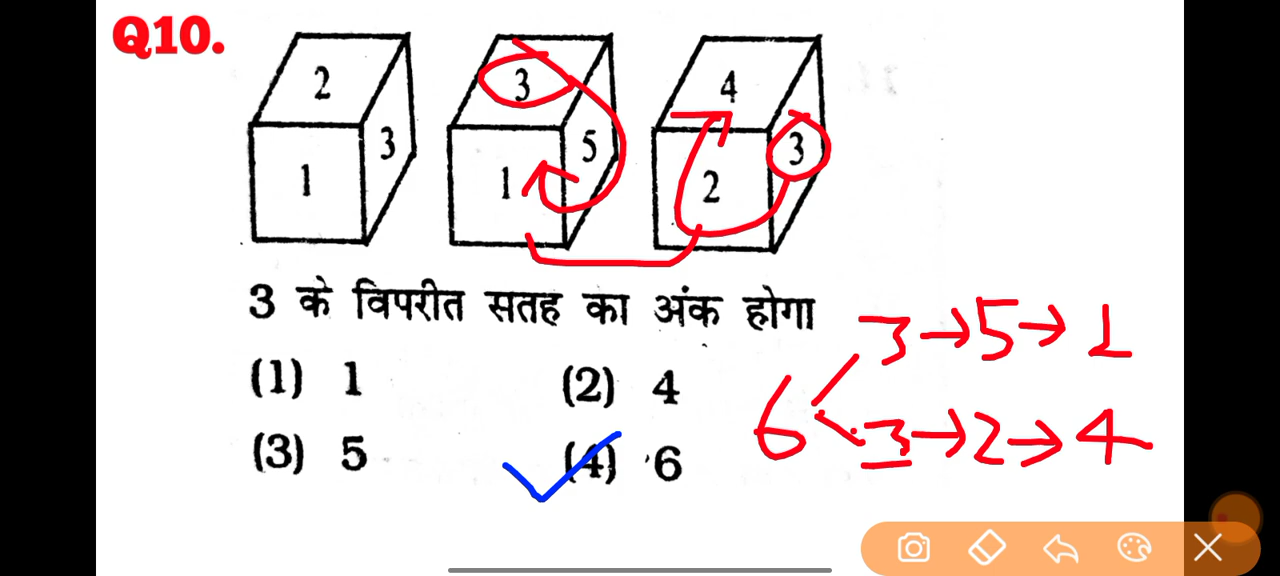 Q10.
2 3 1
3 5 1
4 3 2
3 के विपरीत सतह का अंक होगा
(1) 1 (2) 4
(3) 5 (4) 6
3→5→1
6
3→2→4